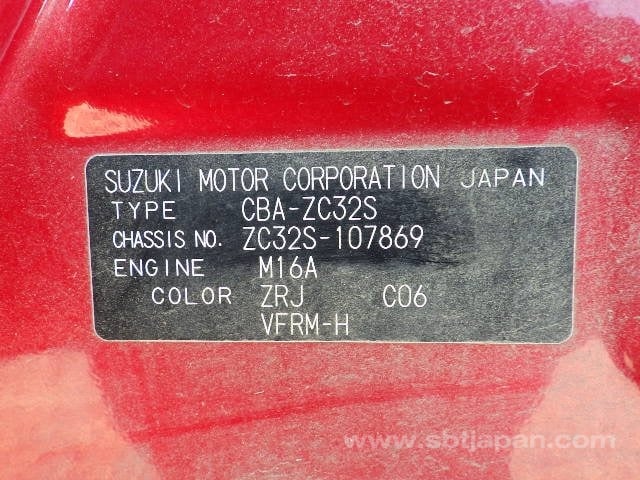 SUZUKI MOTOR CORPORATION JAPAN
TYPE CBA-ZC32S
CHASSIS NO. ZC32S-107869
ENGINE M16A
COLOR ZRJ C06
VFRM-H
www.sbtjapan.com